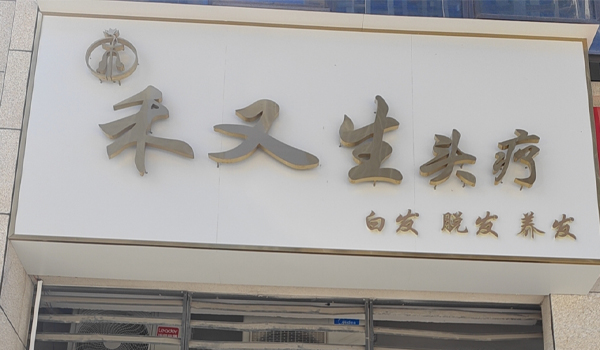 禾又生头疗
白发 脱发 养发